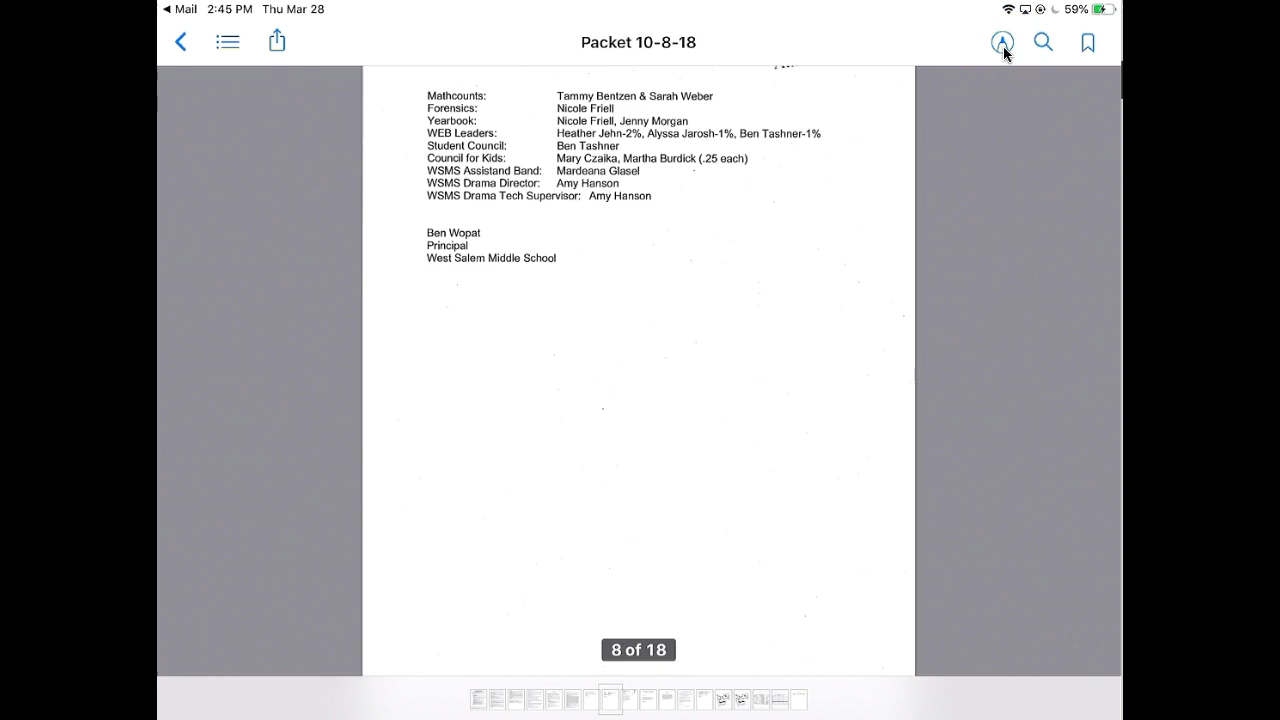 Mail 2:45 PM Thu Mar 28 59%
Packet 10-8-18
Mathcounts: Tammy Bentzen & Sarah Weber
Forensics: Nicole Friell
Yearbook: Nicole Friell, Jenny Morgan
WEB Leaders: Heather Jehn-2%, Alyssa Jarosh-1%, Ben Tashner-1%
Student Council: Ben Tashner
Council for Kids: Mary Czaika, Martha Burdick (.25 each)
WSMS Assistand Band: Mardeana Glasel
WSMS Drama Director: Amy Hanson
WSMS Drama Tech Supervisor: Amy Hanson
Ben Wopat
Principal
West Salem Middle School
8 of 18